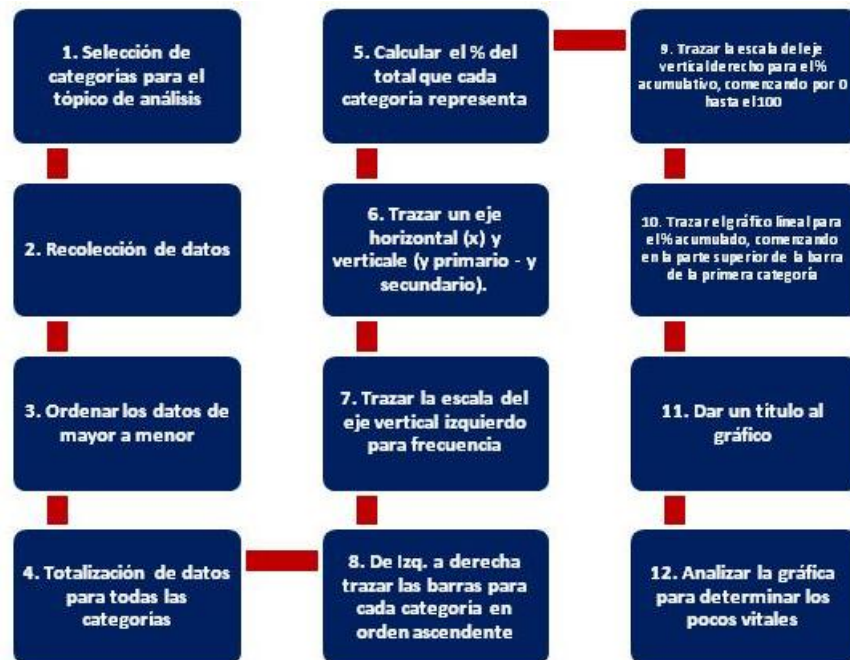 1. Selección de
categorías para el
tópico de análisis
2. Recolección de datos
3. Ordenar los datos de
mayor a menor
4. Totalización de datos
para todas las
categorías
5. Calcular el % del
total que cada
categoría representa
6. Trazar un eje
horizontal (x) y
verticale (y primario - y
secundario).
7. Trazar la escala del
eje vertical izquierdo
para frecuencia
8. De Izq. a derecha
trazar las barras para
cada categoría en
orden ascendente
9. Trazar la escala del eje
vertical derecho para el %
acumulativo, comenzando por 0
hasta el 100
10. Trazar el gráfico lineal para
el % acumulado, comenzando
en la parte superior de la barra
de la primera categoría
11. Dar un título al
gráfico
12. Analizar la gráfica
para determinar los
pocos vitales